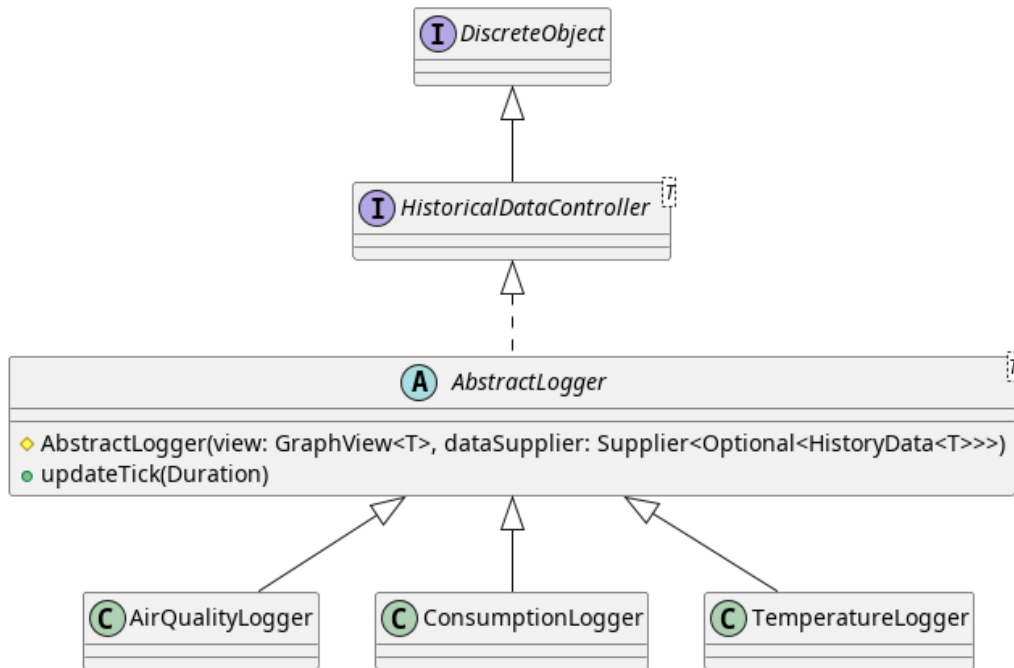 I DiscreteObject
I HistoricalDataController T
A AbstractLogger T
AbstractLogger(view: GraphView<T>, dataSupplier: Supplier<Optional<HistoryData<T>>>)
updateTick(Duration)
C AirQualityLogger C ConsumptionLogger C TemperatureLogger